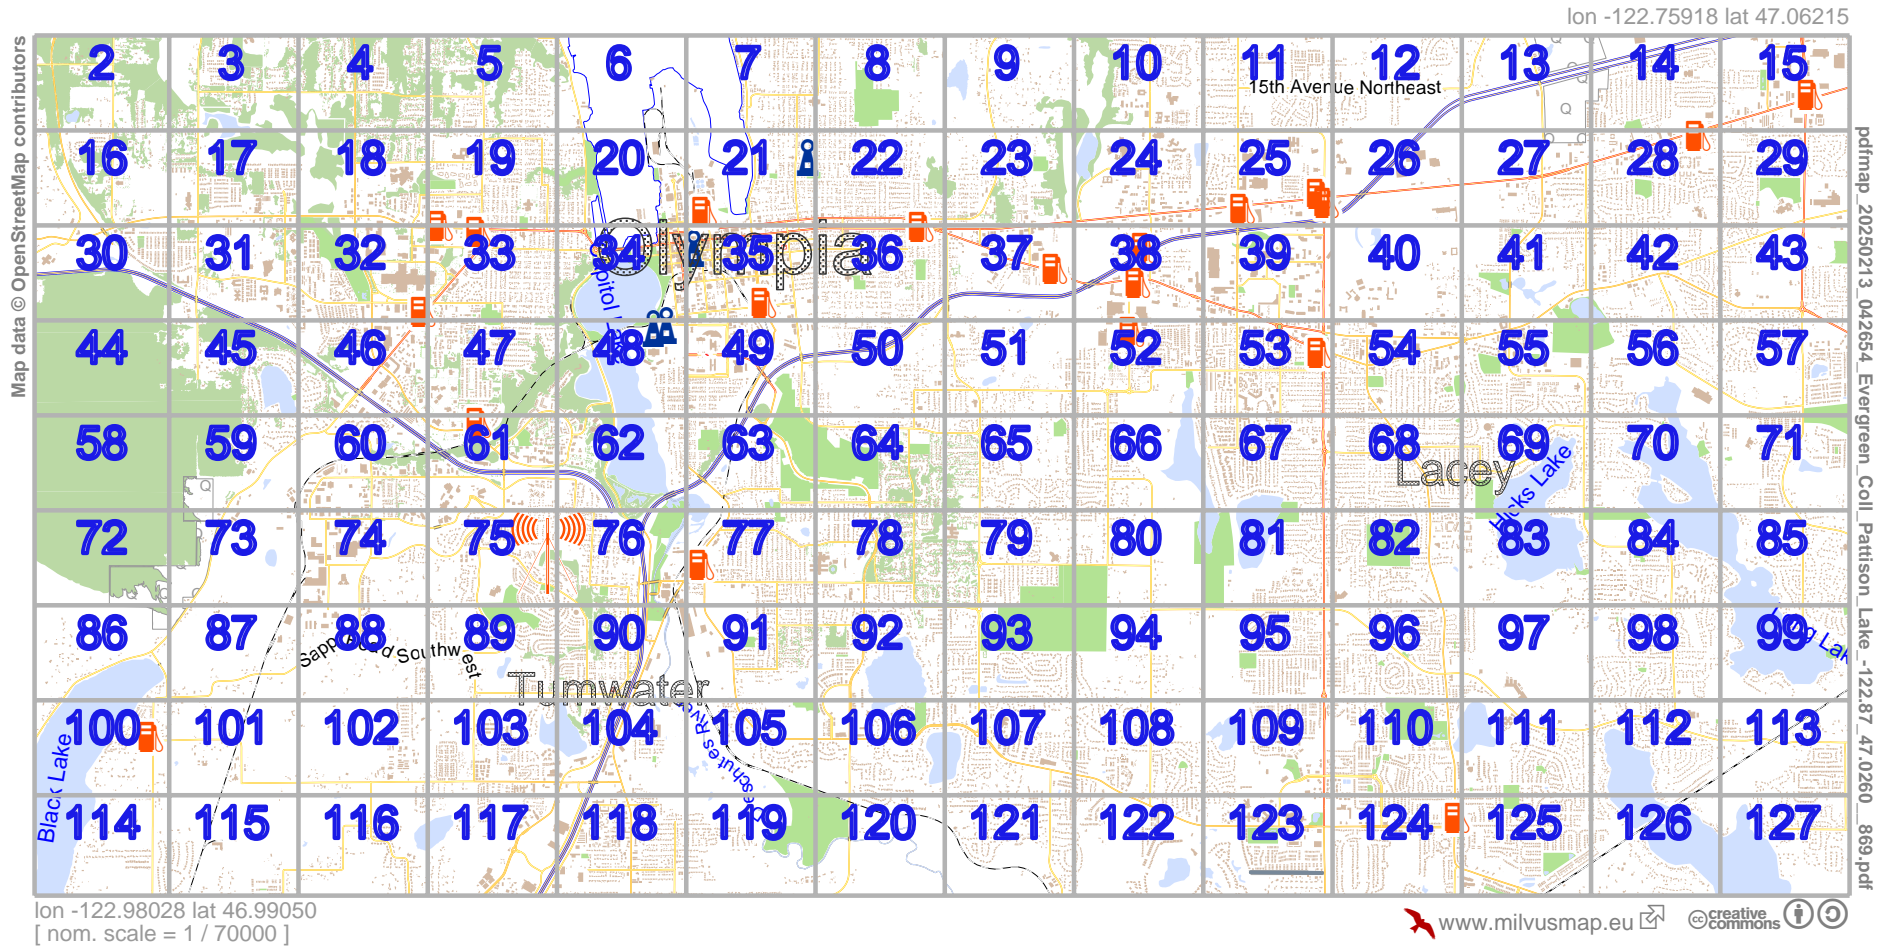 lon -122.75918 lat 47.06215
Map data © OpenStreetMap contributors
2 3 4 5 6 7 8 9 10 11 12 13 14 15
15th Avenue Northeast
16 17 18 19 20 21 22 23 24 25 26 27 28 29
Olympia
30 31 32 33 34 35 36 37 38 39 40 41 42 43
44 45 46 47 48 49 50 51 52 53 54 55 56 57
58 59 60 61 62 63 64 65 66 67 68 69 70 71
Lacey
Hicks Lake
72 73 74 75 76 77 78 79 80 81 82 83 84 85
86 87 88 89 90 91 92 93 94 95 96 97 98 99
Tumwater
100 101 102 103 104 105 106 107 108 109 110 111 112 113
Black Lake
114 115 116 117 118 119 120 121 122 123 124 125 126 127
pdfmap_20250213_042654_Evergreen_Coll_Pattison_Lake_-122.87_47.0260__869.pdf
lon -122.98028 lat 46.99050
[ nom. scale = 1 / 70000 ]
www.milvusmap.eu
cc creative commons